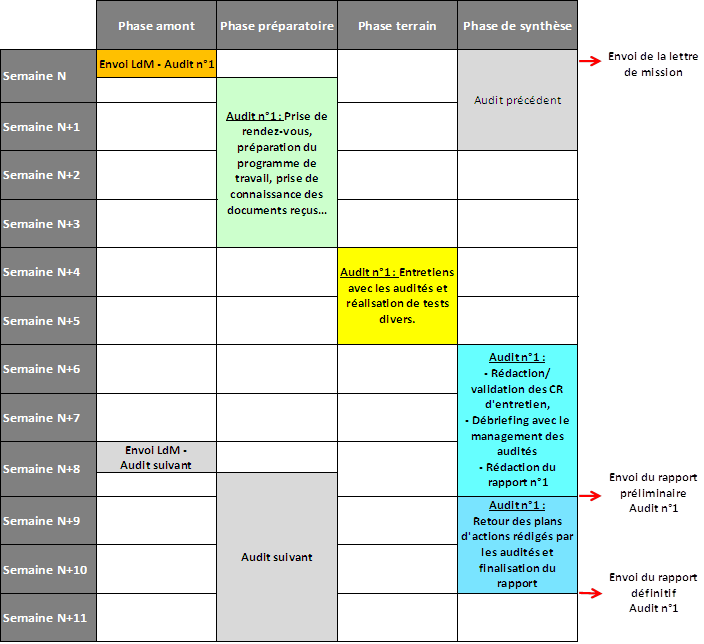 Phase amont
Phase préparatoire
Phase terrain
Phase de synthèse
Semaine N
Envoi LdM - Audit n°1
Audit précédent
Envoi de la lettre
de mission
Audit n°1 : Prise de
rendez-vous,
préparation du
programme de
travail, prise de
connaissance des
documents reçus...
Semaine N+1
Semaine N+2
Semaine N+3
Semaine N+4
Audit n°1 : Entretiens
avec les audités et
réalisation de tests
divers.
Semaine N+5
Semaine N+6
Audit n°1 :
- Rédaction/
validation des CR
d'entretien,
- Débriefing avec le
management des
audités
- Rédaction du
rapport n°1
Semaine N+7
Semaine N+8
Envoi LdM -
Audit suivant
Envoi du rapport
préliminaire
Audit n°1
Semaine N+9
Audit n°1 :
Retour des plans
d'actions rédigés par
les audités et
finalisation du
rapport
Audit suivant
Semaine N+10
Envoi du rapport
définitif
Audit n°1
Semaine N+11